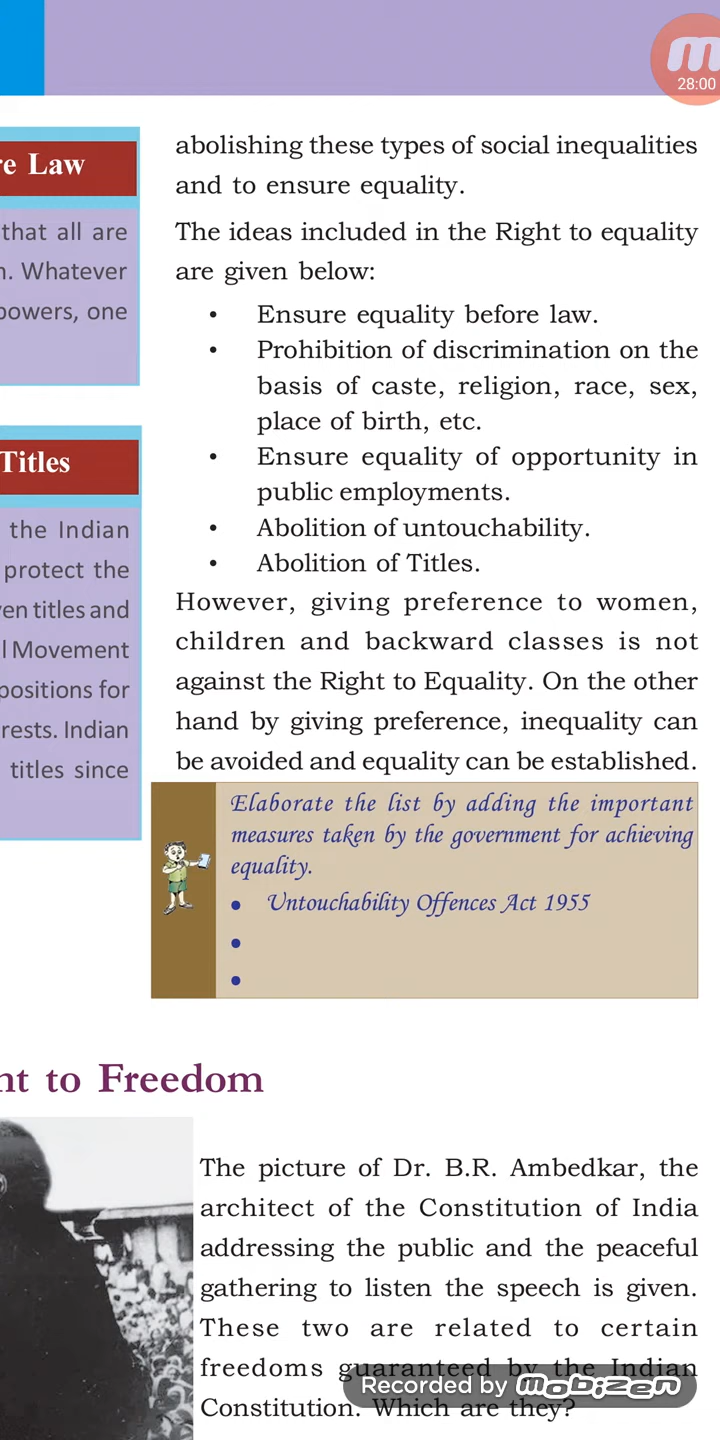 28:00
re Law
that all are
n. Whatever
powers, one
Titles
the Indian
protect the
ven titles and
l Movement
positions for
rests. Indian
titles since
abolishing these types of social inequalities
and to ensure equality.
The ideas included in the Right to equality
are given below:
• Ensure equality before law.
• Prohibition of discrimination on the
basis of caste, religion, race, sex,
place of birth, etc.
• Ensure equality of opportunity in
public employments.
• Abolition of untouchability.
• Abolition of Titles.
However, giving preference to women,
children and backward classes is not
against the Right to Equality. On the other
hand by giving preference, inequality can
be avoided and equality can be established.
Elaborate the list by adding the important
measures taken by the government for achieving
equality.
• Untouchability Offences Act 1955
•
•
nt to Freedom
The picture of Dr. B.R. Ambedkar, the
architect of the Constitution of India
addressing the public and the peaceful
gathering to listen the speech is given.
These two are related to certain
freedoms guaranteed by the Indian
Constitution. Which are they?
Recorded by mobizen